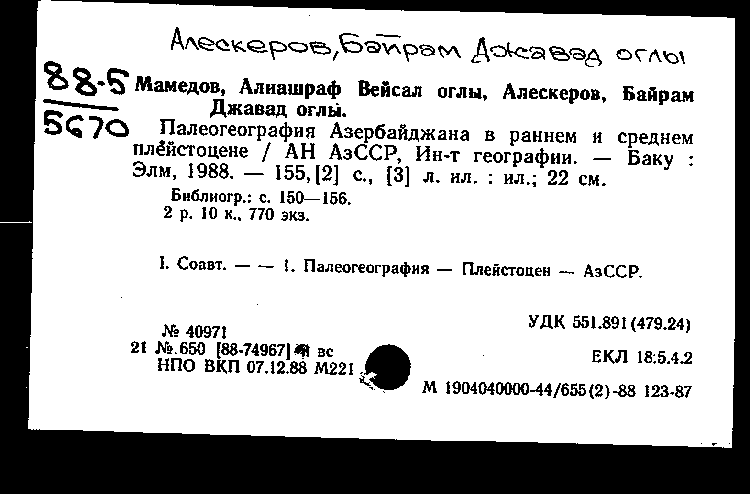 Алескеров, Байрам Джавад оглы
88-5
5670
Мамедов, Алиашраф Вейсал оглы, Алескеров, Байрам
Джавад оглы.
Палеогеография Азербайджана в раннем и среднем
плейстоцене / АН АзССР, Ин-т географии. — Баку :
Элм, 1988. — 155, [2] с., [3] л. ил. : ил.; 22 см.
Библиогр.: с. 150—156.
2 р. 10 к., 770 экз.
I. Соавт. — — 1. Палеогеография — Плейстоцен — АзССР.
УДК 551.891(479.24)
№ 40971
21 №.650 [88-74967] вс
ЕКЛ 18.5.4.2
НПО ВКП 07.12.88 М221
М 1904040000-44/655(2)-88 123-87